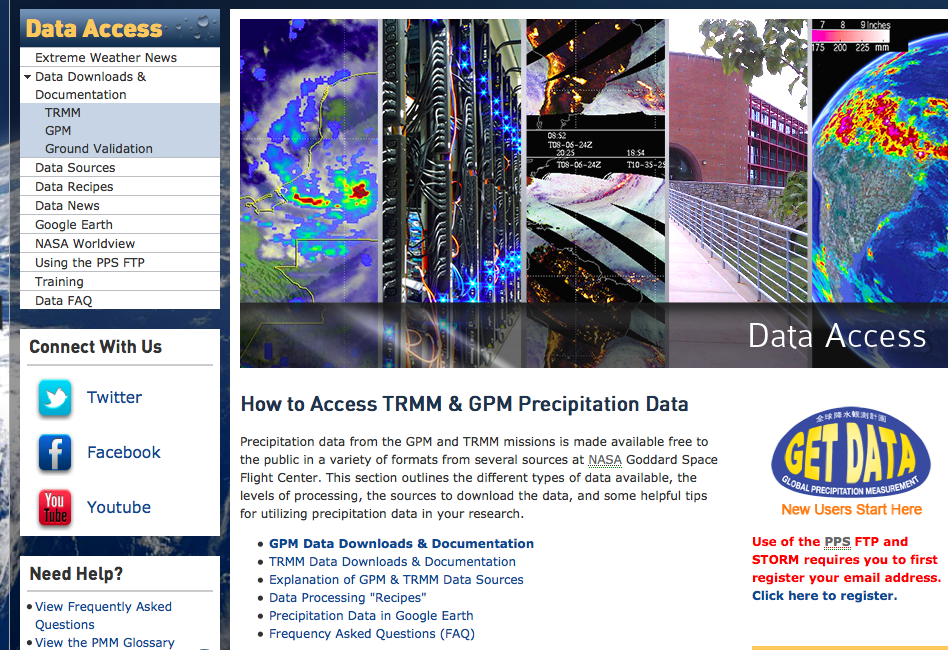 Data Access
Extreme Weather News
Data Downloads &
Documentation
TRMM
GPM
Ground Validation
Data Sources
Data Recipes
Data News
Google Earth
NASA Worldview
Using the PPS FTP
Training
Data FAQ
Connect With Us
Twitter
Facebook
You
Tube
Youtube
Need Help?
View Frequently Asked
Questions
View the PMM Glossary
08:52
T08-06-24Z
20:25
18:54
T08-06-24Z
T10-35-25
7 8 9 Inches
175 200 225 mm
Data Access
How to Access TRMM & GPM Precipitation Data
Precipitation data from the GPM and TRMM missions is made available free to
the public in a variety of formats from several sources at NASA Goddard Space
Flight Center. This section outlines the different types of data available, the
levels of processing, the sources to download the data, and some helpful tips
for utilizing precipitation data in your research.
GPM Data Downloads & Documentation
TRMM Data Downloads & Documentation
Explanation of GPM & TRMM Data Sources
Data Processing "Recipes"
Precipitation Data in Google Earth
Frequency Asked Questions (FAQ)
全球降水観測計画
GET DATA
GLOBAL PRECIPITATION MEASUREMENT
New Users Start Here
Use of the PPS FTP and
STORM requires you to first
register your email address.
Click here to register.